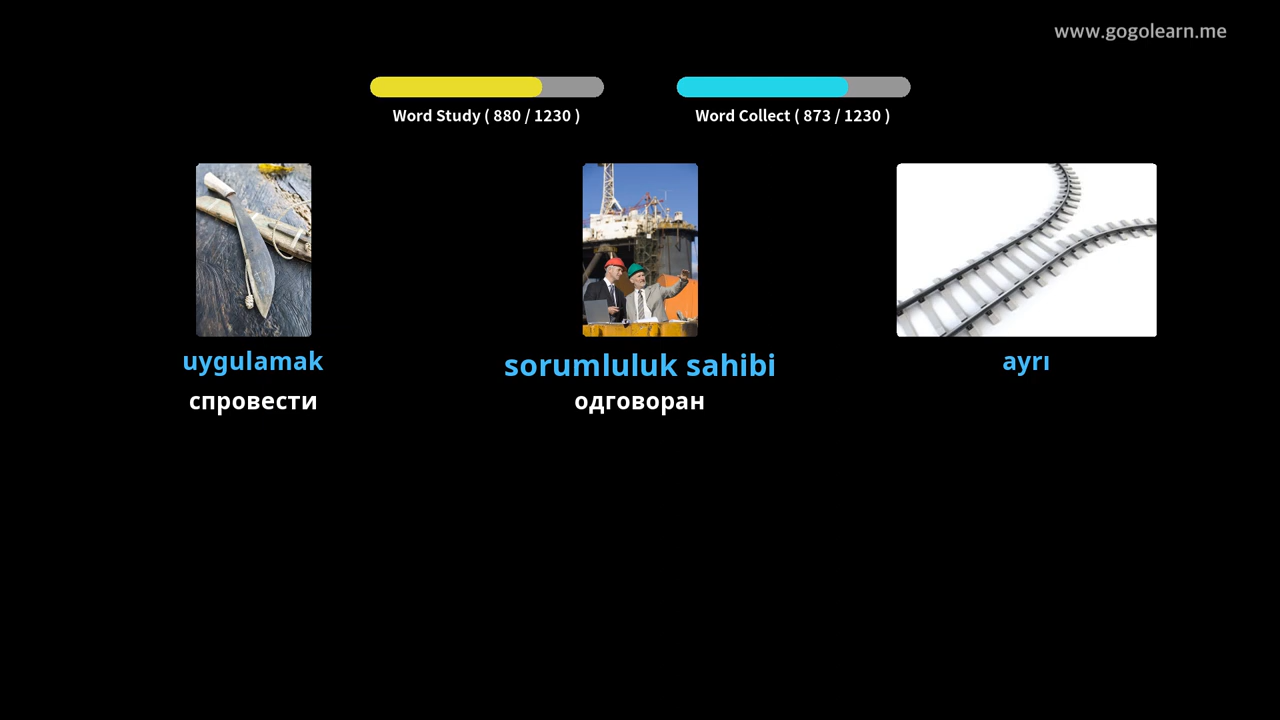 www.gogolearn.me
Word Study ( 880 / 1230 )
Word Collect ( 873 / 1230 )
uygulamak
sorumluluk sahibi
ayrı
спровести
одговоран